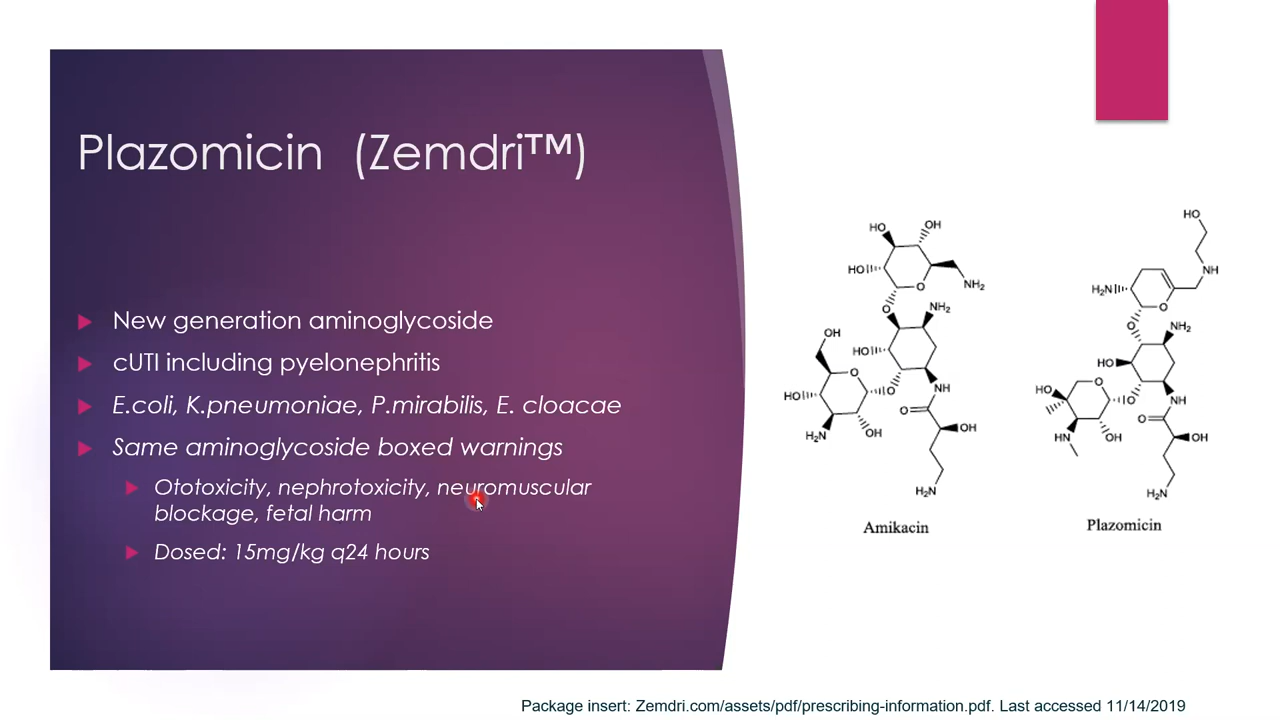 Plazomicin (Zemdri™)
New generation aminoglycoside
cUTI including pyelonephritis
E.coli, K.pneumoniae, P.mirabilis, E. cloacae
Same aminoglycoside boxed warnings
Ototoxicity, nephrotoxicity, neuromuscular
blockage, fetal harm
Dosed: 15mg/kg q24 hours
HO
OH
HO
O
NH₂
O
NH₂
OH
HO
O
O
HO
NH
O
OH
H₂N
OH
H₂N
Amikacin
HO
NH
H₂N
O
O
NH₂
HO
O
HO
O
NH
O
OH
HN
OH
H₂N
Plazomicin
Package insert: Zemdri.com/assets/pdf/prescribing-information.pdf. Last accessed 11/14/2019